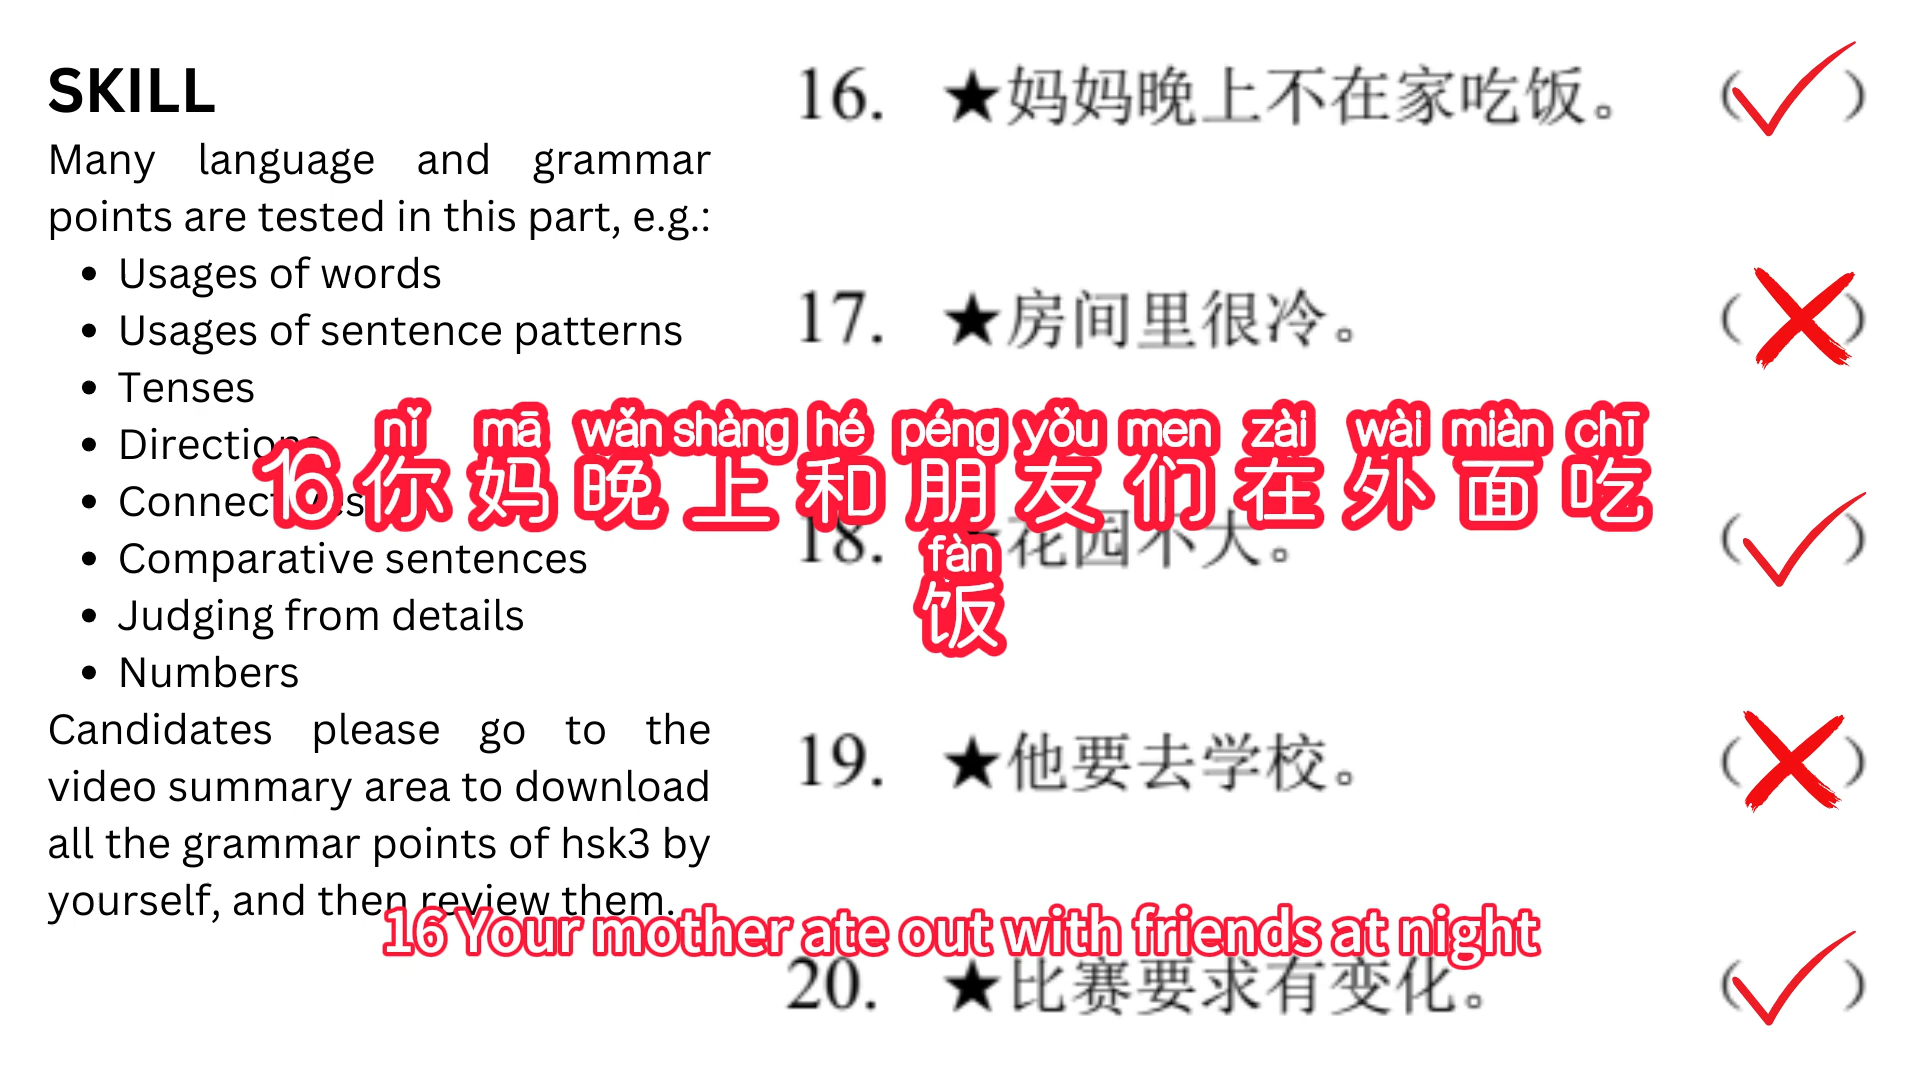 SKILL
Many language and grammar
points are tested in this part, e.g.:
• Usages of words
• Usages of sentence patterns
• Tenses
• Directions
• Connectives
• Comparative sentences
• Judging from details
• Numbers
Candidates please go to the
video summary area to download
all the grammar points of hsk3 by
yourself, and then review them.
16. ★妈妈晚上不在家吃饭。 (✓)
17. ★房间里很冷。 (✗)
18. ★花园不大。 (✓)
19. ★他要去学校。 (✗)
20. ★比赛要求有变化。 (✓)
nǐ mā wǎn shàng hé péng yǒu men zài wài miàn chī
16 你妈晚上和朋友们在外面吃
fàn
饭
16 Your mother ate out with friends at night